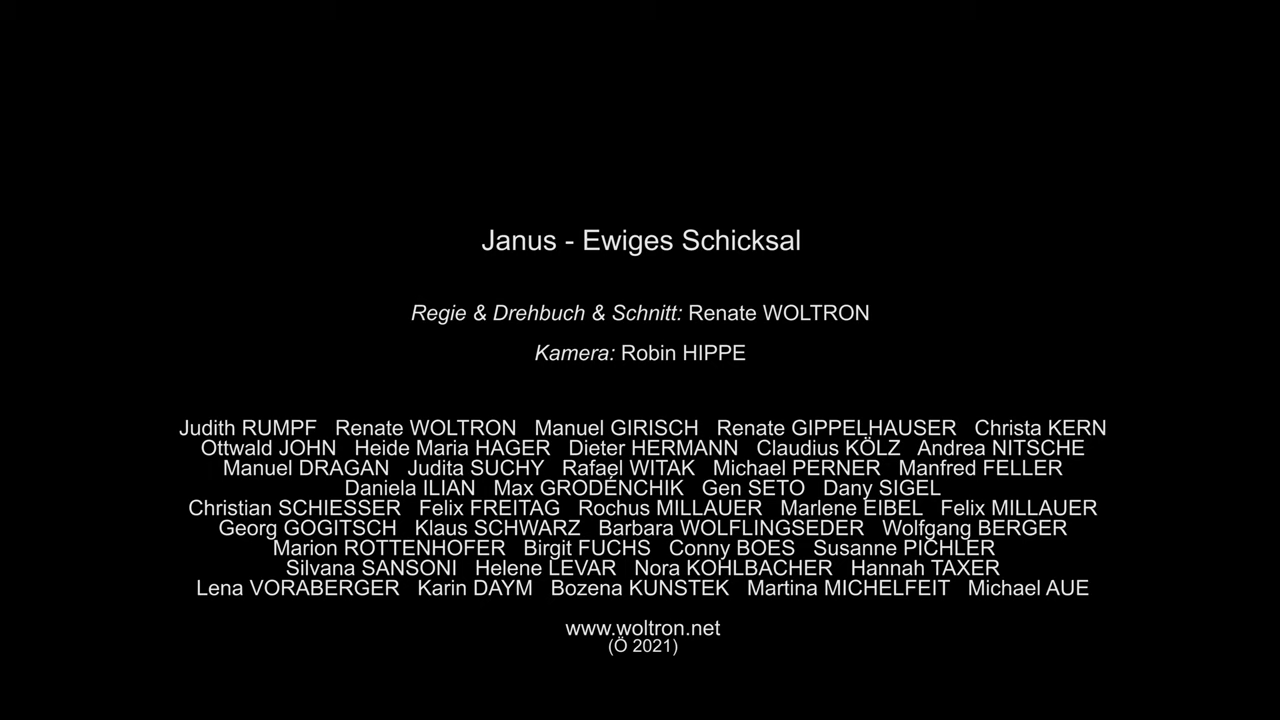 Janus - Ewiges Schicksal
Regie & Drehbuch & Schnitt: Renate WOLTRON
Kamera: Robin HIPPE
Judith RUMPF Renate WOLTRON Manuel GIRISCH Renate GIPPELHAUSER Christa KERN
Ottwald JOHN Heide Maria HAGER Dieter HERMANN Claudius KÖLZ Andrea NITSCHE
Manuel DRAGAN Judita SUCHY Rafael WITAK Michael PERNER Manfred FELLER
Daniela ILIAN Max GRODENCHIK Gen SETO Dany SIGEL
Christian SCHIESSER Felix FREITAG Rochus MILLAUER Marlene EIBEL Felix MILLAUER
Georg GOGITSCH Klaus SCHWARZ Barbara WOLFLINGSEDER Wolfgang BERGER
Marion ROTTENHOFER Birgit FUCHS Conny BOES Susanne PICHLER
Silvana SANSONI Helene LEVAR Nora KOHLBACHER Hannah TAXER
Lena VORABERGER Karin DAYM Bozena KUNSTEK Martina MICHELFEIT Michael AUE
www.woltron.net
(Ö 2021)